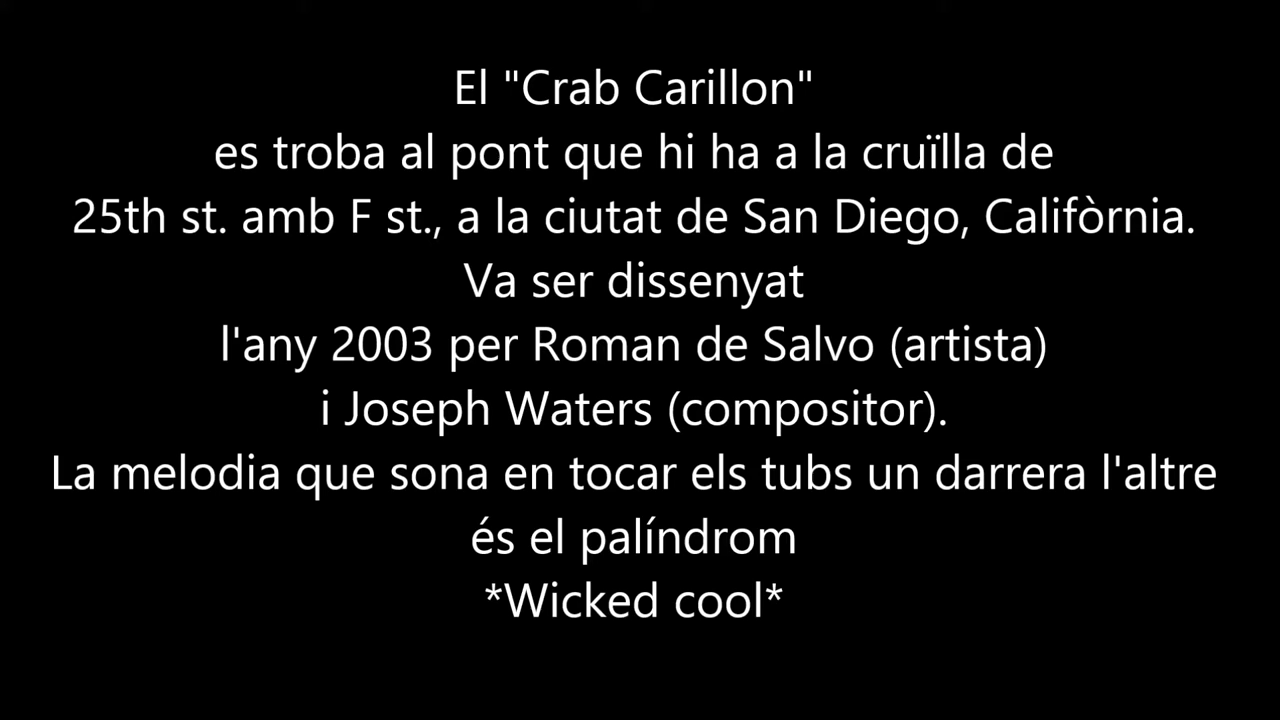 El "Crab Carillon"
es troba al pont que hi ha a la cruïlla de
25th st. amb F st., a la ciutat de San Diego, Califòrnia.
Va ser dissenyat
l'any 2003 per Roman de Salvo (artista)
i Joseph Waters (compositor).
La melodia que sona en tocar els tubs un darrera l'altre
és el palíndrom
*Wicked cool*